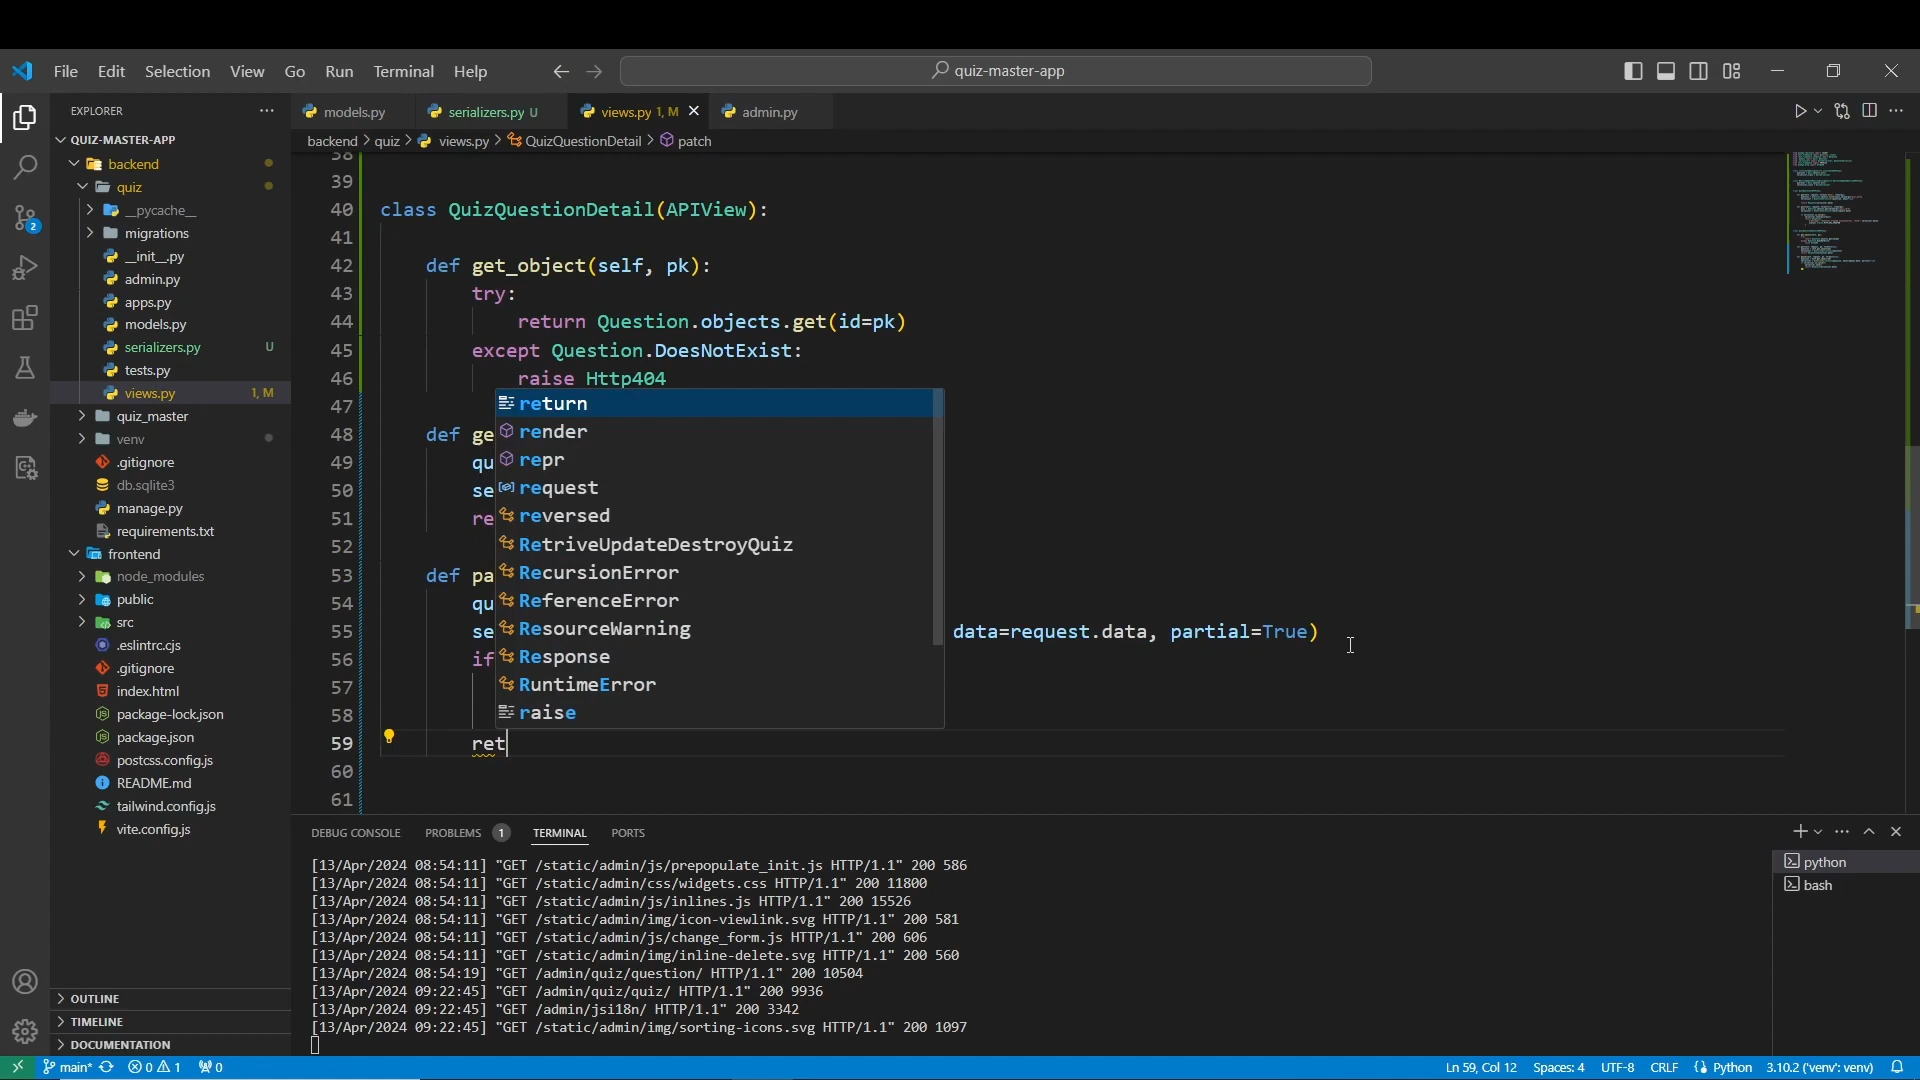 File Edit Selection View Go Run Terminal Help
quiz-master-app
EXPLORER
QUIZ-MASTER-APP
backend
quiz
__pycache__
migrations
__init__.py
admin.py
apps.py
models.py
serializers.py U
tests.py
views.py 1, M
quiz_master
venv
.gitignore
db.sqlite3
manage.py
requirements.txt
frontend
node_modules
public
src
.eslintrc.cjs
.gitignore
index.html
package-lock.json
package.json
postcss.config.js
README.md
tailwind.config.js
vite.config.js
OUTLINE
TIMELINE
DOCUMENTATION
2
models.py serializers.py U views.py 1, M admin.py
backend > quiz > views.py > QuizQuestionDetail > patch
38
39
40 class QuizQuestionDetail(APIView):
41
42 def get_object(self, pk):
43 try:
44 return Question.objects.get(id=pk)
45 except Question.DoesNotExist:
46 raise Http404
47
48 def ge
49 qu
50 se
51 re
52
53 def pa
54 qu
55 se data=request.data, partial=True)
56 if
57
58
59 ret
60
61
return
render
repr
request
reversed
RetriveUpdateDestroyQuiz
RecursionError
ReferenceError
ResourceWarning
Response
RuntimeError
raise
DEBUG CONSOLE PROBLEMS 1 TERMINAL PORTS
[13/Apr/2024 08:54:11] "GET /static/admin/js/prepopulate_init.js HTTP/1.1" 200 586
[13/Apr/2024 08:54:11] "GET /static/admin/css/widgets.css HTTP/1.1" 200 11800
[13/Apr/2024 08:54:11] "GET /static/admin/js/inlines.js HTTP/1.1" 200 15526
[13/Apr/2024 08:54:11] "GET /static/admin/img/icon-viewlink.svg HTTP/1.1" 200 581
[13/Apr/2024 08:54:11] "GET /static/admin/js/change_form.js HTTP/1.1" 200 606
[13/Apr/2024 08:54:11] "GET /static/admin/img/inline-delete.svg HTTP/1.1" 200 560
[13/Apr/2024 08:54:19] "GET /admin/quiz/question/ HTTP/1.1" 200 10504
[13/Apr/2024 09:22:45] "GET /admin/quiz/quiz/ HTTP/1.1" 200 9936
[13/Apr/2024 09:22:45] "GET /admin/jsi18n/ HTTP/1.1" 200 3342
[13/Apr/2024 09:22:45] "GET /static/admin/img/sorting-icons.svg HTTP/1.1" 200 1097
python
bash
main* 0 1 0 Ln 59, Col 12 Spaces: 4 UTF-8 CRLF Python 3.10.2 ('venv': venv)